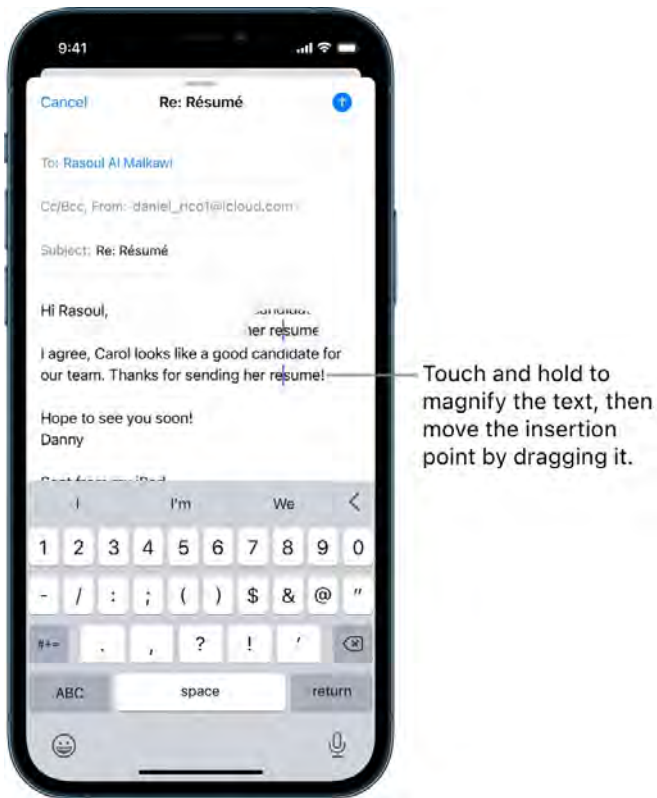 9:41
Cancel Re: Résumé
To: Rasoul Al Malkawi
Cc/Bcc, From: daniel_rico1@icloud.com
Subject: Re: Résumé
Hi Rasoul,
her resume
I agree, Carol looks like a good candidate for
our team. Thanks for sending her resume!
Hope to see you soon!
Danny
Touch and hold to
magnify the text, then
move the insertion
point by dragging it.
I I'm We
1 2 3 4 5 6 7 8 9 0
- / : ; ( ) $ & @ "
#+= . , ? ! '
ABC space return